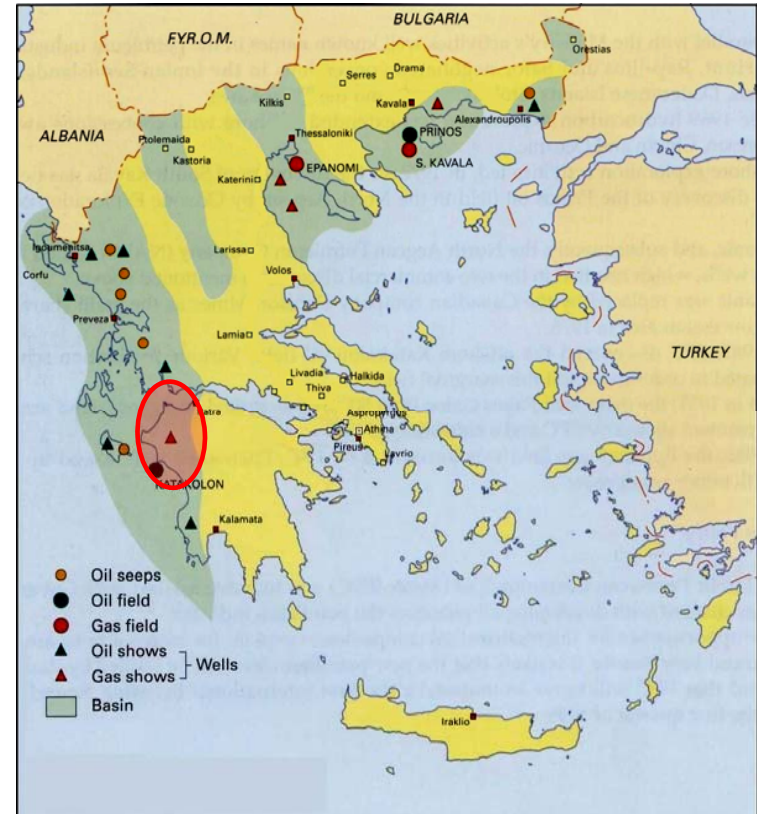 BULGARIA
F.Y.R.O.M.
Orestias
Drama
Serres
Kilkis
Kavala
Alexandroupolis
ALBANIA
Thessaloniki
PRINOS
Ptolemaida
Kastoria
S. KAVALA
EPANOMI
Katerini
Igoumenitsa
Larissa
Corfu
Volos
Preveza
Lamia
TURKEY
Livadia
Halkida
Thiva
atra
Aspropyrgos
Athina
Pireus
Lavrio
KATAKOLON
Kalamata
Oil seeps
Oil field
Gas field
Oil shows
Gas shows
Wells
Basin
Iraklio